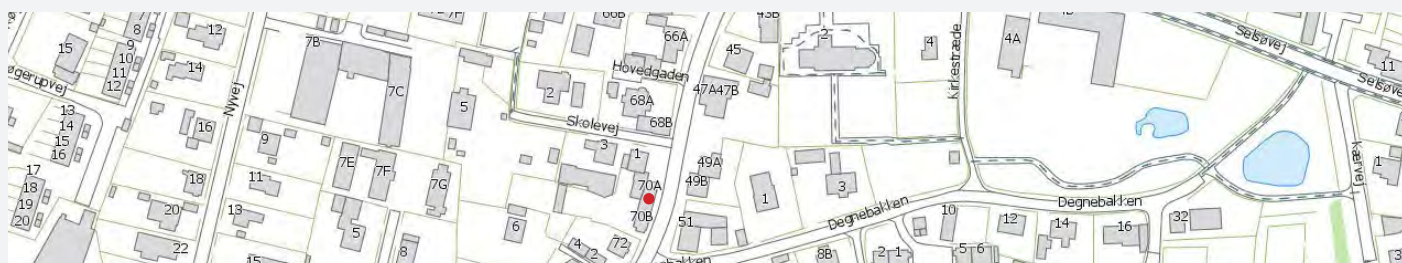 66B
43B
7B
8
12
66A
2
4
4A
Selsøvej
15
9
10
11
12
45
Kirkestræde
14
Hovedgaden
11
Selsøve
øgerupvej
Nyvej
7C
5
2
68A
47A
47B
13
14
15
16
16
9
Skolevej
68B
7E
7F
3
1
49A
Kærvej
1
17
18
19
20
18
11
7G
70A
49B
1
3
Degnebakken
20
13
5
6
70B
51
Degnebakken
10
12
14
16
32
22
15
8
4
2
72
bakken
8B
2
1
5
6
3